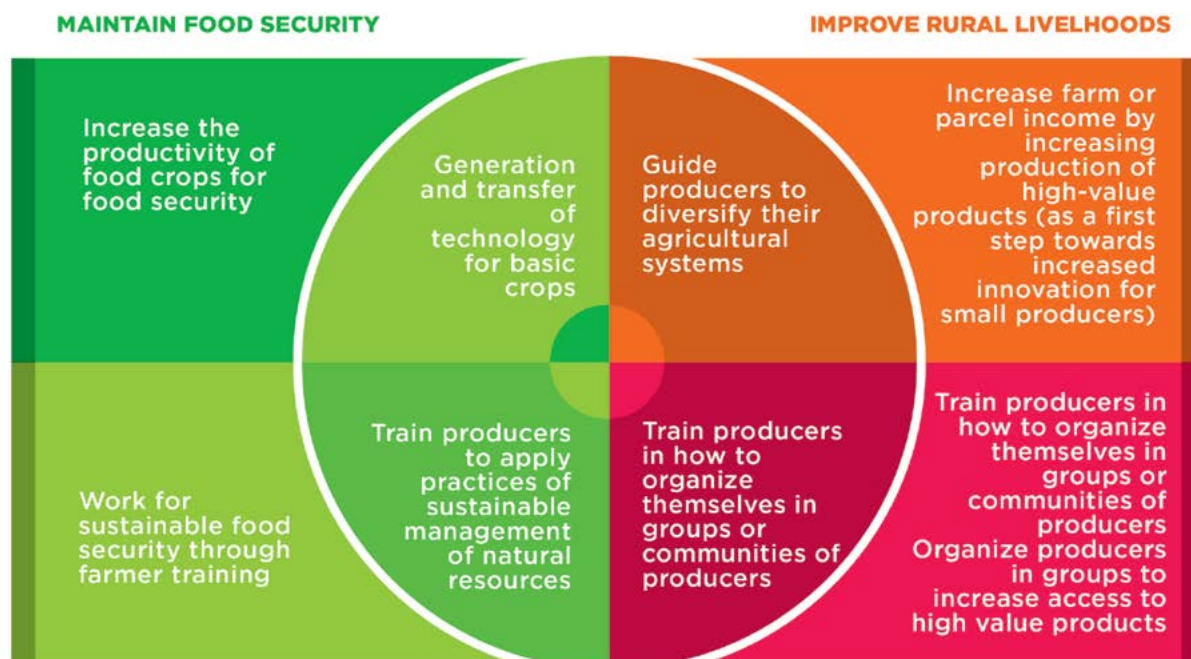 MAINTAIN FOOD SECURITY
IMPROVE RURAL LIVELHOODS
Increase the
productivity of
food crops for
food security
Generation
and transfer
of
technology
for basic
crops
Guide
producers to
diversify their
agricultural
systems
Increase farm or
parcel income by
increasing
production of
high-value
products (as a first
step towards
increased
innovation for
small producers)
Work for
sustainable food
security through
farmer training
Train producers
to apply
practices of
sustainable
management
of natural
resources
Train producers
in how to
organize
themselves in
groups or
communities of
producers
Train producers in
how to organize
themselves in
groups or
communities of
producers
Organize producers
in groups to
increase access to
high value products